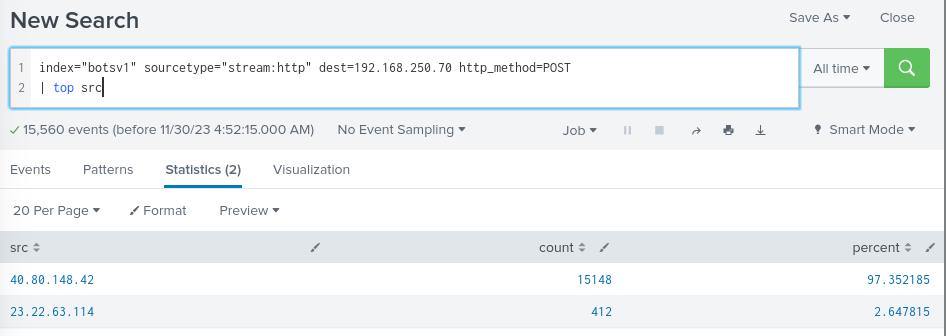 New Search
Save As ▾ Close
1 index="botsv1" sourcetype="stream:http" dest=192.168.250.70 http_method=POST
2 | top src
All time ▾
✓ 15,560 events (before 11/30/23 4:52:15.000 AM) No Event Sampling ▾ Job ▾ Smart Mode ▾
Events Patterns Statistics (2) Visualization
20 Per Page ▾ Format Preview ▾
src count percent
40.80.148.42 15148 97.352185
23.22.63.114 412 2.647815